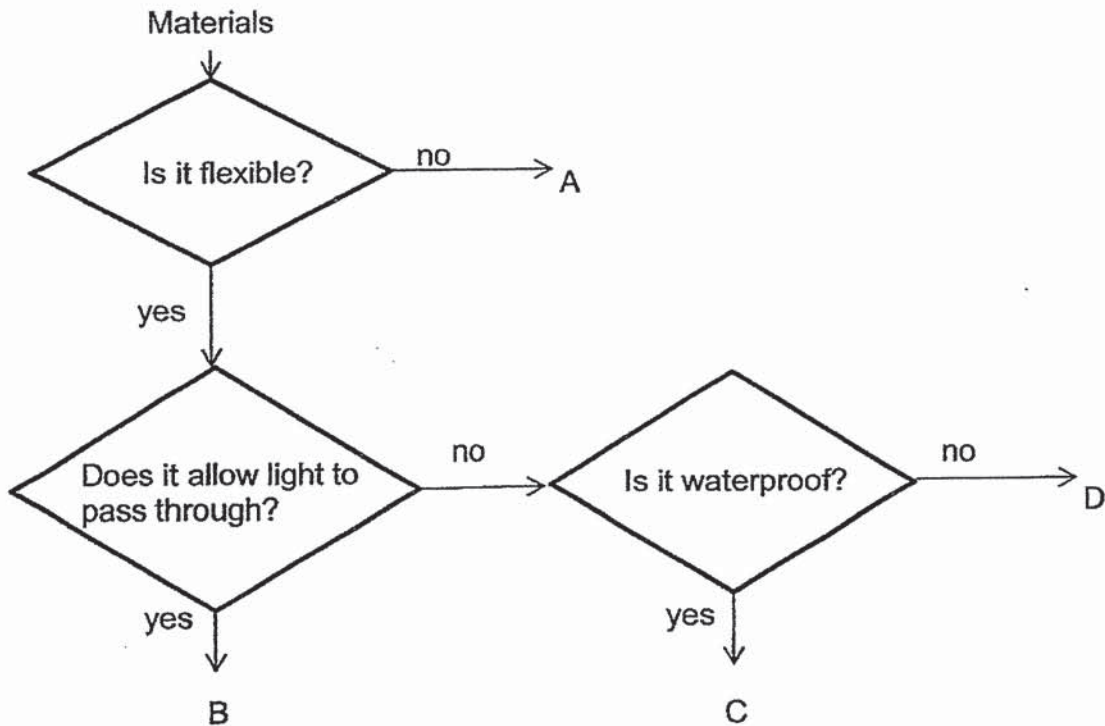 Materials
Is it flexible?
no
A
yes
Does it allow light to
pass through?
no
Is it waterproof?
no
D
yes
B
yes
C